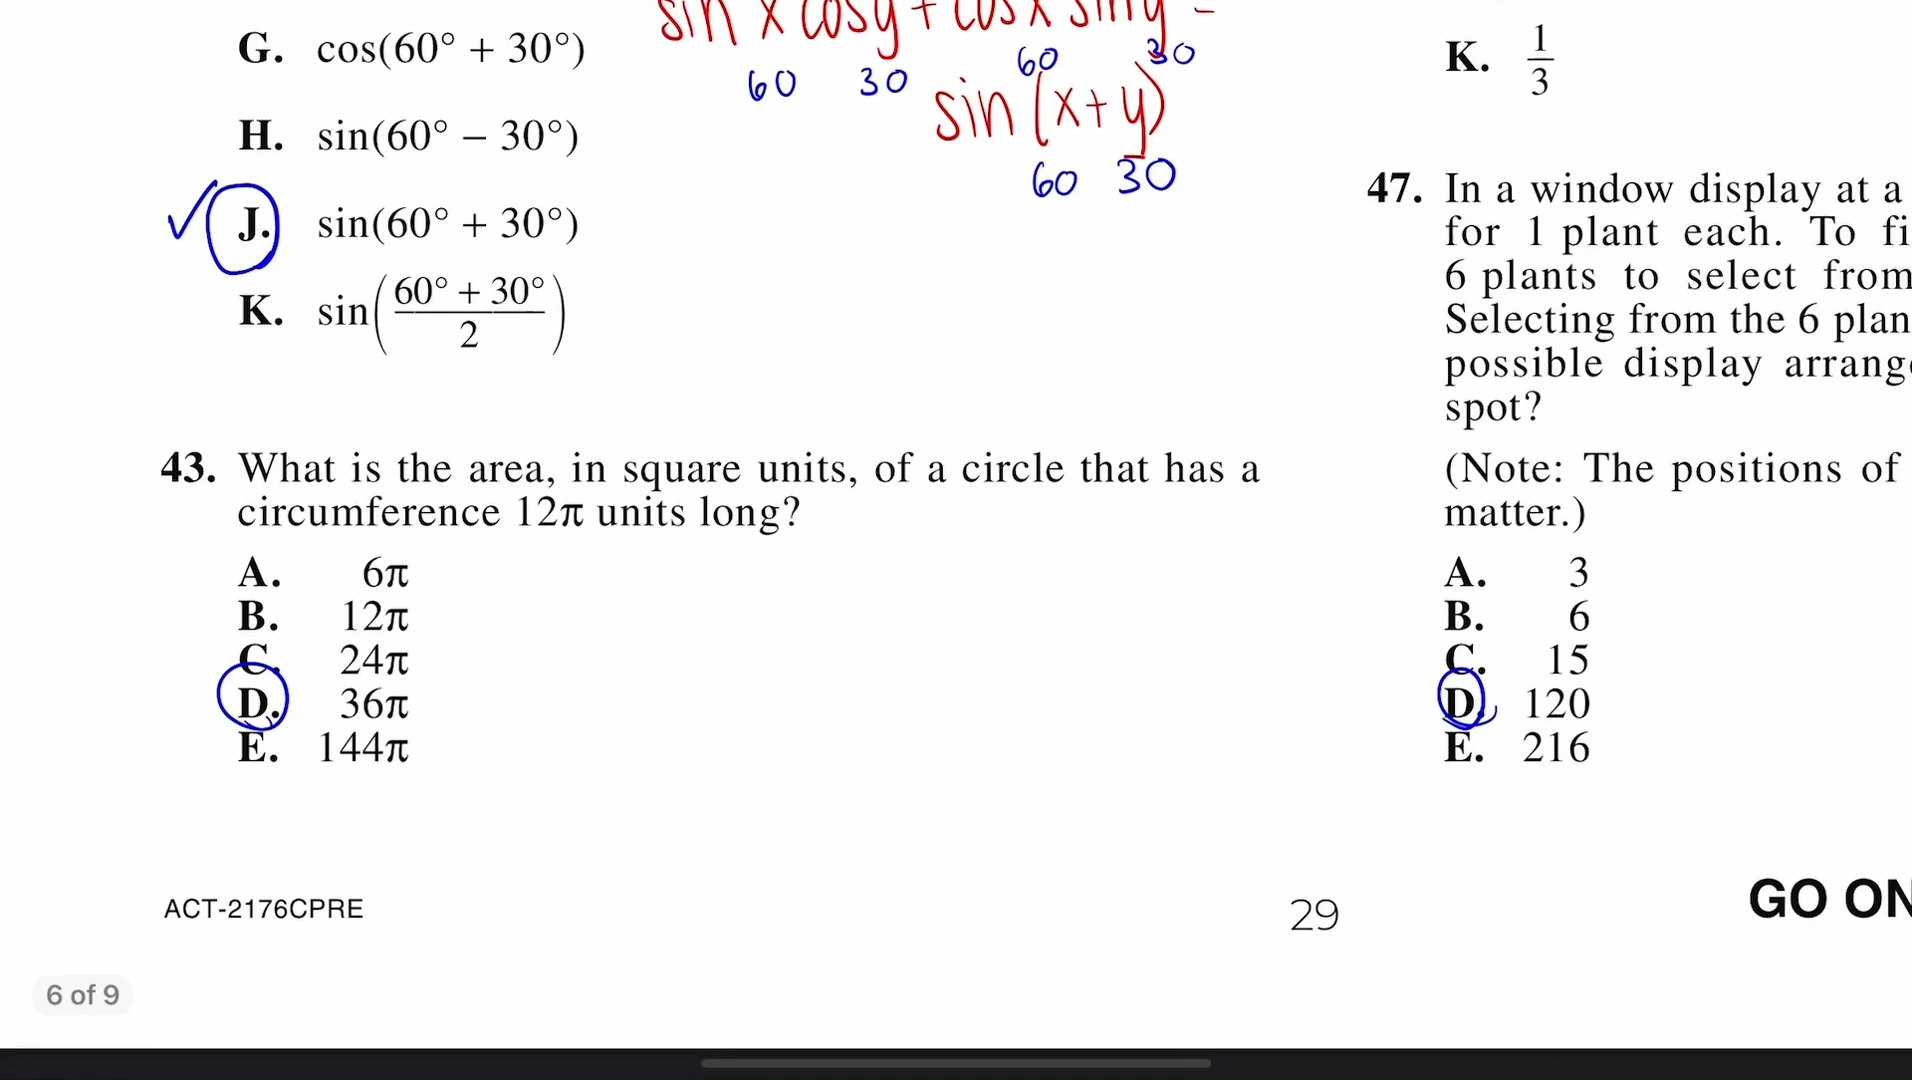 sin x cos y + cos x sin y =
G. cos(60° + 30°)
60 30 60 30
sin (x+y)
H. sin(60° − 30°)
60 30
J. sin(60° + 30°)
K. sin((60° + 30°)/2)
43. What is the area, in square units, of a circle that has a
circumference 12π units long?
A. 6π
B. 12π
C. 24π
D. 36π
E. 144π
K. 1/3
47. In a window display at a
for 1 plant each. To fi
6 plants to select from
Selecting from the 6 plan
possible display arrang
spot?
(Note: The positions of
matter.)
A. 3
B. 6
C. 15
D. 120
E. 216
ACT-2176CPRE
29
GO ON
6 of 9